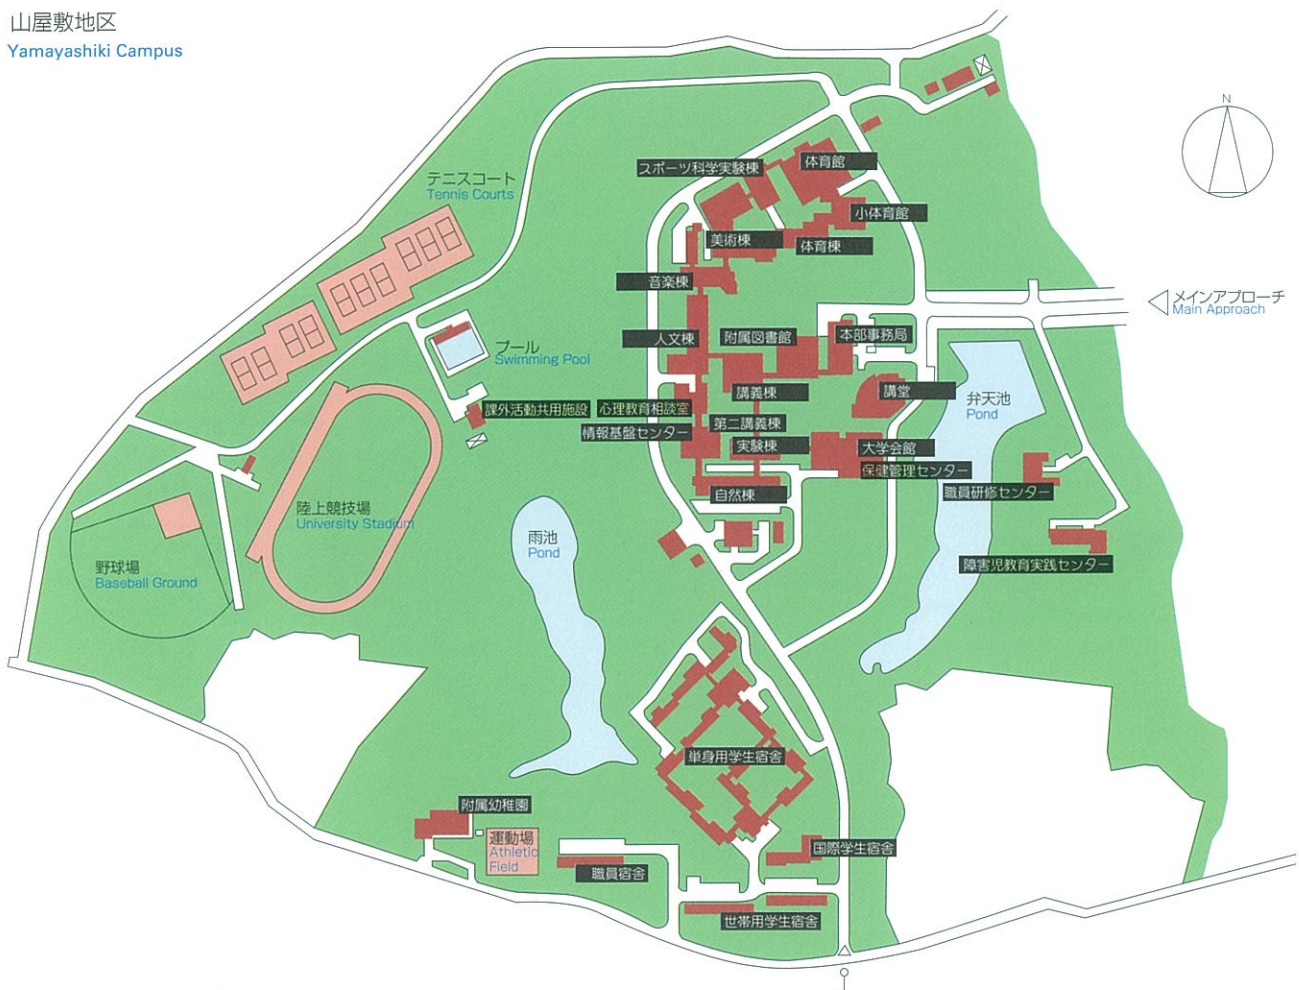 山屋敷地区
Yamayashiki Campus
N
スポーツ科学実験棟
体育館
テニスコート
Tennis Courts
小体育館
美術棟
体育棟
音楽棟
メインアプローチ
Main Approach
人文棟
附属図書館
本部事務局
プール
Swimming Pool
講義棟
講堂
弁天池
Pond
課外活動共用施設
心理教育相談室
第二講義棟
情報基盤センター
実験棟
大学会館
保健管理センター
職員研修センター
自然棟
陸上競技場
University Stadium
雨池
Pond
野球場
Baseball Ground
障害児教育実践センター
単身用学生宿舎
附属幼稚園
運動場
Athletic
Field
国際学生宿舎
職員宿舎
世帯用学生宿舎